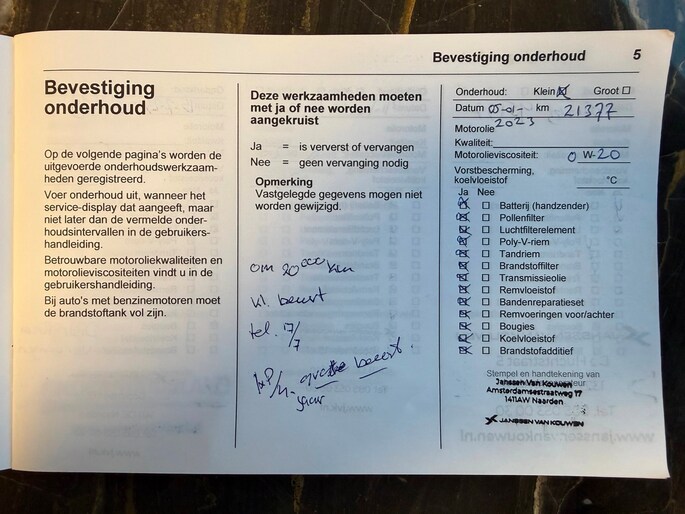 Bevestiging onderhoud 5
Bevestiging
onderhoud
Op de volgende pagina's worden de
uitgevoerde onderhoudswerkzaam-
heden geregistreerd.
Voer onderhoud uit, wanneer het
service-display dat aangeeft, maar
niet later dan de vermelde onder-
houdsintervallen in de gebruikers-
handleiding.
Betrouwbare motoroliekwaliteiten en
motorolieviscositeiten vindt u in de
gebruikershandleiding.
Bij auto's met benzinemotoren moet
de brandstoftank vol zijn.
Deze werkzaamheden moeten
met ja of nee worden
aangekruist
Ja = is ververst of vervangen
Nee = geen vervanging nodig
Opmerking
Vastgelegde gegevens mogen niet
worden gewijzigd.
om 20 000 km
kl. beurt
tel. 17/7
grote beurt.
jaar
Onderhoud: Klein Groot
Datum 05-01- km 21377
2023
Motorolie
Kwaliteit:
Motorolieviscositeit: 0 W-20
Vorstbescherming,
koelvloeistof °C
Ja Nee
Batterij (handzender)
Pollenfilter
Luchtfilterelement
Poly-V-riem
Tandriem
Brandstoffilter
Transmissieolie
Remvloeistof
Bandenreparatieset
Remvoeringen voor/achter
Bougies
Koelvloeistof
Brandstofadditief
Stempel en handtekening van
Janssen Van Kouwen
Amsterdamsestraatweg 17
1411AW Naarden
JANSSEN VAN KOUWEN